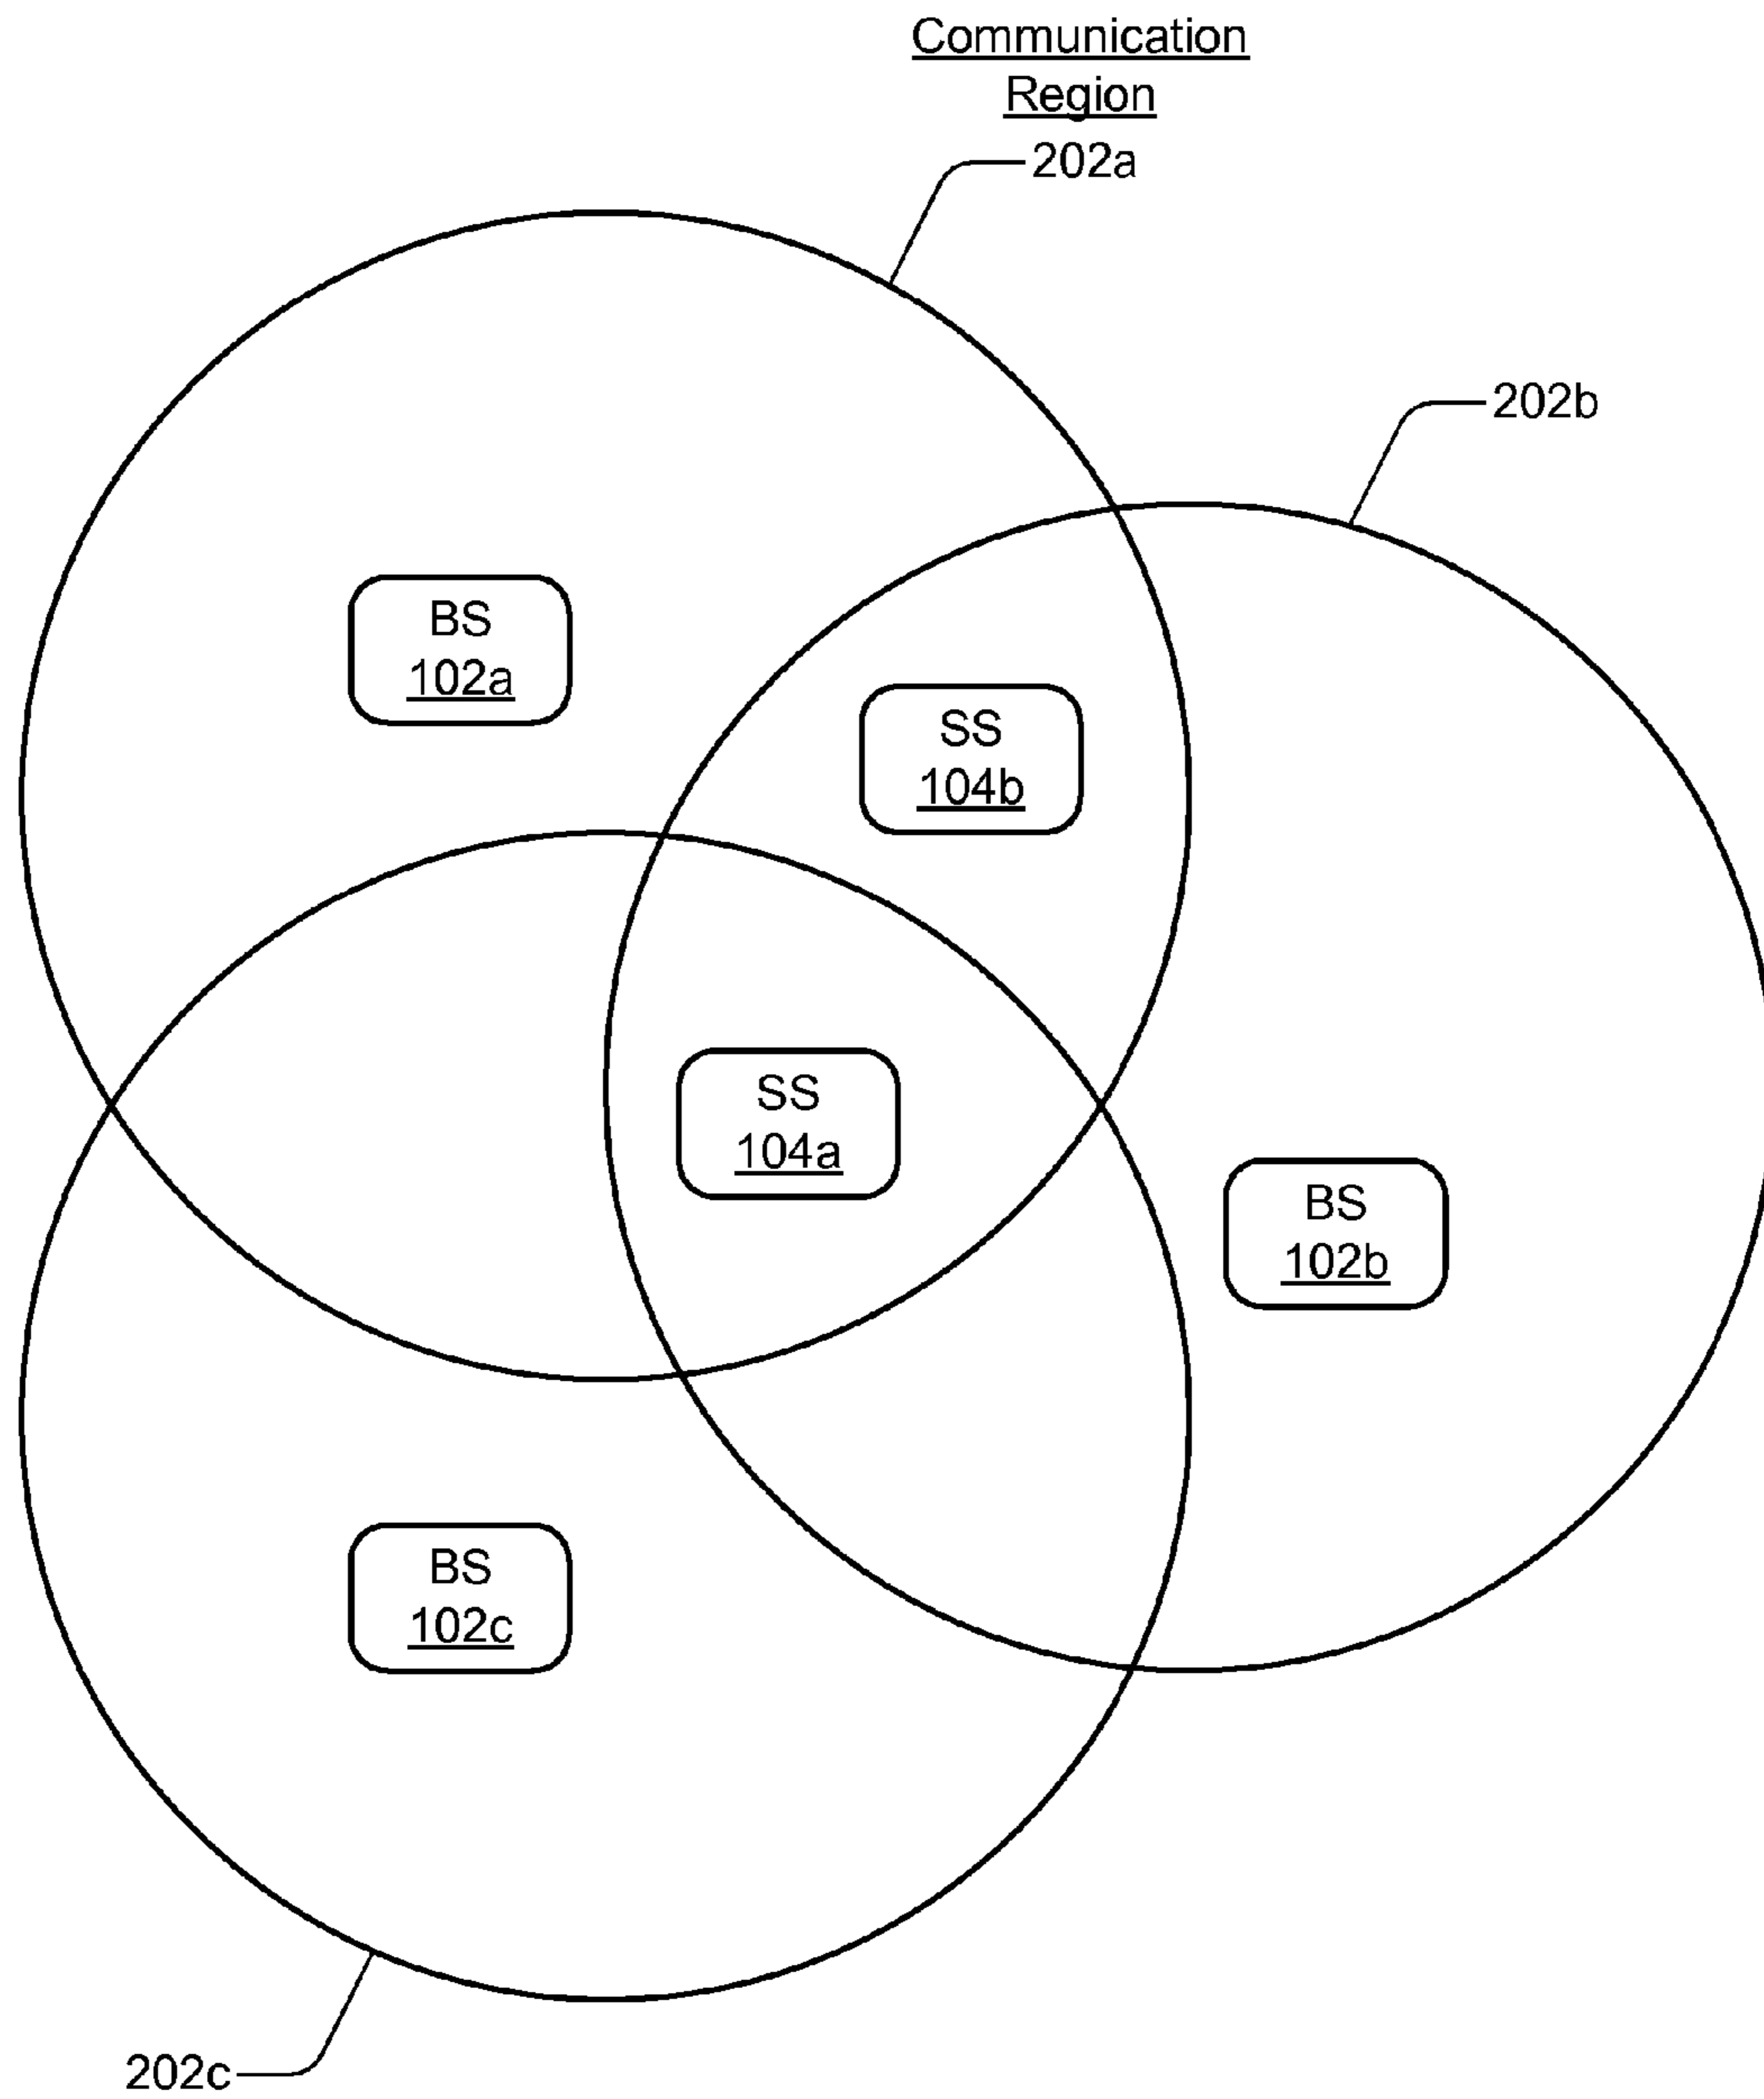 Communication
Region
202a
202b
BS
102a
SS
104b
SS
104a
BS
102b
BS
102c
202c